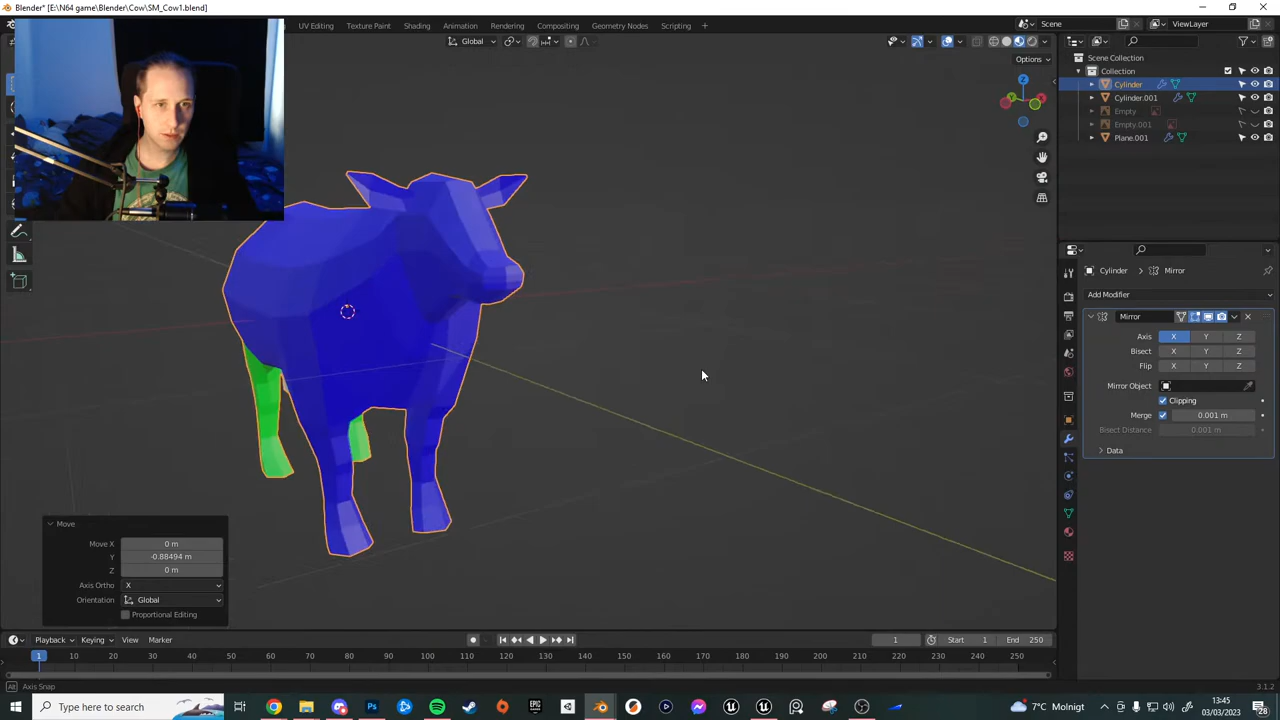 Blender* [E:\N64 game\Blender\Cow\SM_Cow1.blend]
UV Editing Texture Paint Shading Animation Rendering Compositing Geometry Nodes Scripting
Scene ViewLayer
Global
Options
Z
Y X
Scene Collection
Collection
Cylinder
Cylinder.001
Empty
Empty.001
Plane.001
Cylinder Mirror
Add Modifier
Mirror
Axis X Y Z
Bisect X Y Z
Flip X Y Z
Mirror Object
Clipping
Merge 0.001 m
Bisect Distance 0.001 m
Data
Move
Move X 0 m
Y -0.88494 m
Z 0 m
Axis Ortho X
Orientation Global
Proportional Editing
Playback Keying View Marker
1 Start 1 End 250
1 10 20 30 40 50 60 70 80 90 100 110 120 130 140 150 160 170 180 190 200 210 220 230 240 250
Axis Snap
3.1.2
Type here to search
7°C Molnigt
13:45
03/03/2023
28